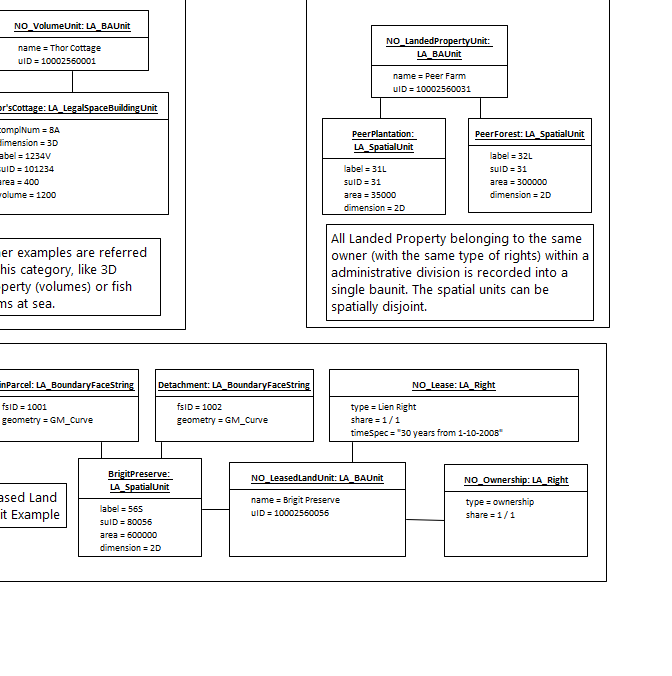 NO_VolumeUnit: LA_BAUnit
name = Thor Cottage
uID = 10002560001
or'sCottage: LA_LegalSpaceBuildingUnit
complNum = 8A
dimension = 3D
label = 1234V
suID = 101234
area = 400
volume = 1200
her examples are referred
his category, like 3D
perty (volumes) or fish
ms at sea.
NO_LandedPropertyUnit:
LA_BAUnit
name = Peer Farm
uID = 10002560031
PeerPlantation:
LA_SpatialUnit
label = 31L
suID = 31
area = 35000
dimension = 2D
PeerForest: LA_SpatialUnit
label = 32L
suID = 31
area = 300000
dimension = 2D
All Landed Property belonging to the same
owner (with the same type of rights) within a
administrative division is recorded into a
single baunit. The spatial units can be
spatially disjoint.
inParcel: LA_BoundaryFaceString
fsID = 1001
geometry = GM_Curve
Detachment: LA_BoundaryFaceString
fsID = 1002
geometry = GM_Curve
NO_Lease: LA_Right
type = Lien Right
share = 1 / 1
timeSpec = "30 years from 1-10-2008"
ased Land
it Example
BrigitPreserve:
LA_SpatialUnit
label = 56S
suID = 80056
area = 600000
dimension = 2D
NO_LeasedLandUnit: LA_BAUnit
name = Brigit Preserve
uID = 10002560056
NO_Ownership: LA_Right
type = ownership
share = 1 / 1